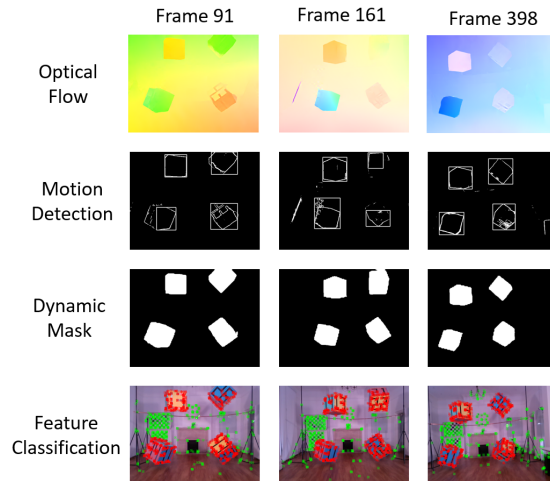 Frame 91
Frame 161
Frame 398
Optical
Flow
Motion
Detection
Dynamic
Mask
Feature
Classification